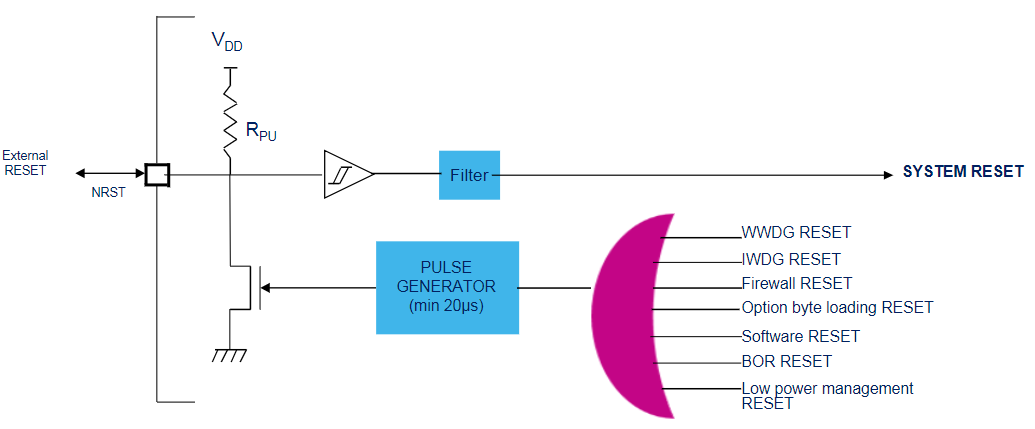 VDD
RPU
External
RESET
NRST
Filter
SYSTEM RESET
PULSE
GENERATOR
(min 20µs)
WWDG RESET
IWDG RESET
Firewall RESET
Option byte loading RESET
Software RESET
BOR RESET
Low power management
RESET